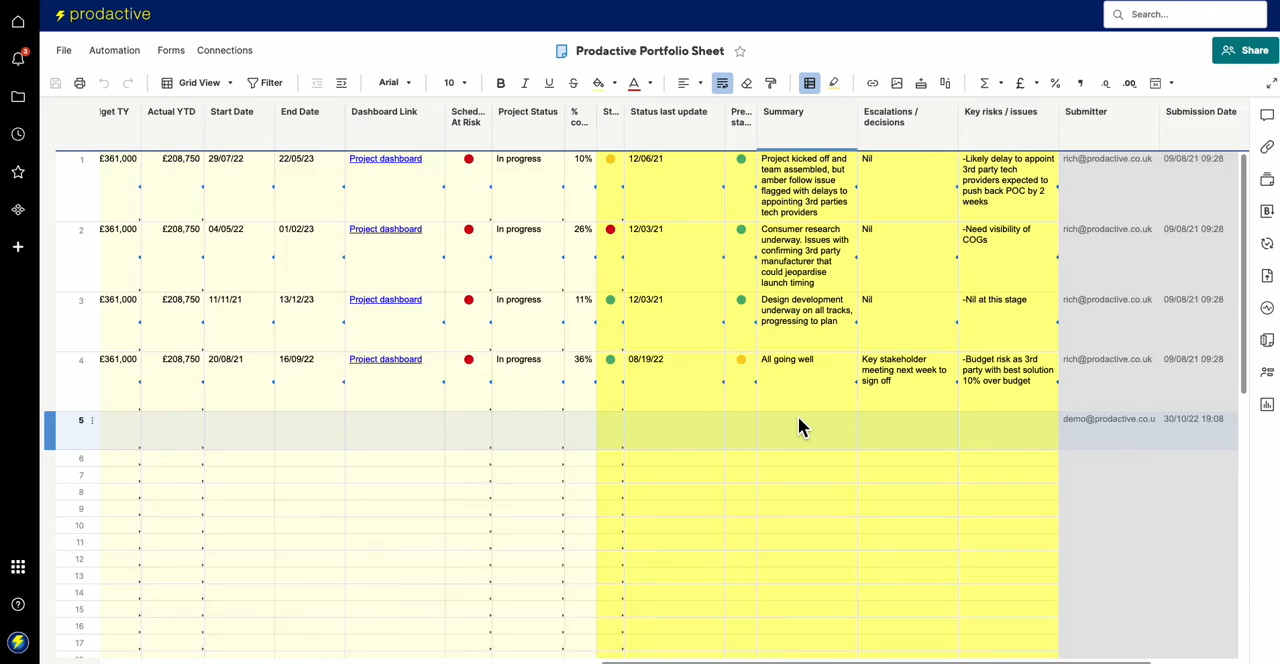 prodactive
Search...
3
File Automation Forms Connections
Prodactive Portfolio Sheet
Share
Grid View Filter Arial 10 B I U S A Σ £ % , .0 .00
get TY Actual YTD Start Date End Date Dashboard Link Sched... At Risk Project Status % co... St... Status last update Pre... sta... Summary Escalations / decisions Key risks / issues Submitter Submission Date
1 £361,000 £208,750 29/07/22 22/05/23 Project dashboard In progress 10% 12/06/21 Project kicked off and Nil -Likely delay to appoint rich@prodactive.co.uk 09/08/21 09:28
team assembled, but 3rd party tech
amber follow issue providers expected to
flagged with delays to push back POC by 2
appointing 3rd parties weeks
tech providers
2 £361,000 £208,750 04/05/22 01/02/23 Project dashboard In progress 26% 12/03/21 Consumer research Nil -Need visibility of rich@prodactive.co.uk 09/08/21 09:28
underway. Issues with COGs
confirming 3rd party
manufacturer that
could jeopardise
launch timing
3 £361,000 £208,750 11/11/21 13/12/23 Project dashboard In progress 11% 12/03/21 Design development Nil -Nil at this stage rich@prodactive.co.uk 09/08/21 09:28
underway on all tracks,
progressing to plan
4 £361,000 £208,750 20/08/21 16/09/22 Project dashboard In progress 36% 08/19/22 All going well Key stakeholder -Budget risk as 3rd rich@prodactive.co.uk 09/08/21 09:28
meeting next week to party with best solution
sign off 10% over budget
5 demo@prodactive.co.u 30/10/22 19:08
6
7
8
9
10
11
12
13
14
15
16
17